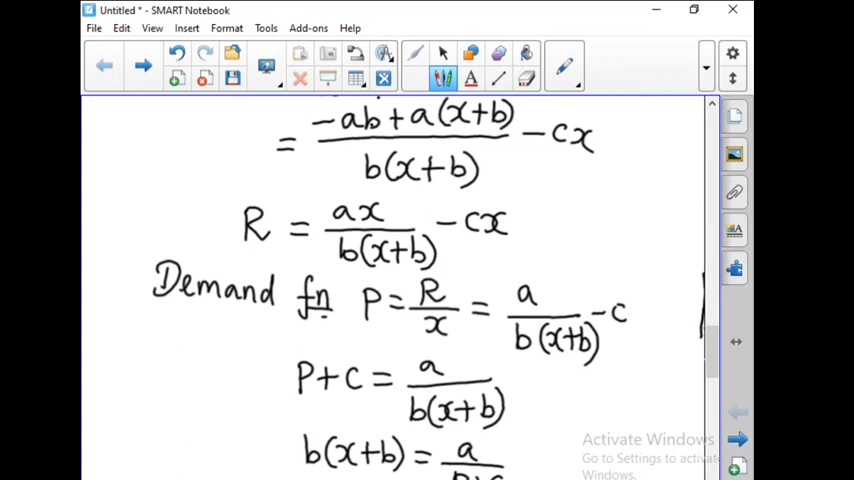 Untitled * - SMART Notebook
File Edit View Insert Format Tools Add-ons Help
= (-ab + a(x+b))/(b(x+b)) - cx
R = ax/(b(x+b)) - cx
Demand fn P = R/x = a/(b(x+b)) - c
P+c = a/(b(x+b))
b(x+b) = a/
Activate Windows
Go to Settings to activate
Windows.